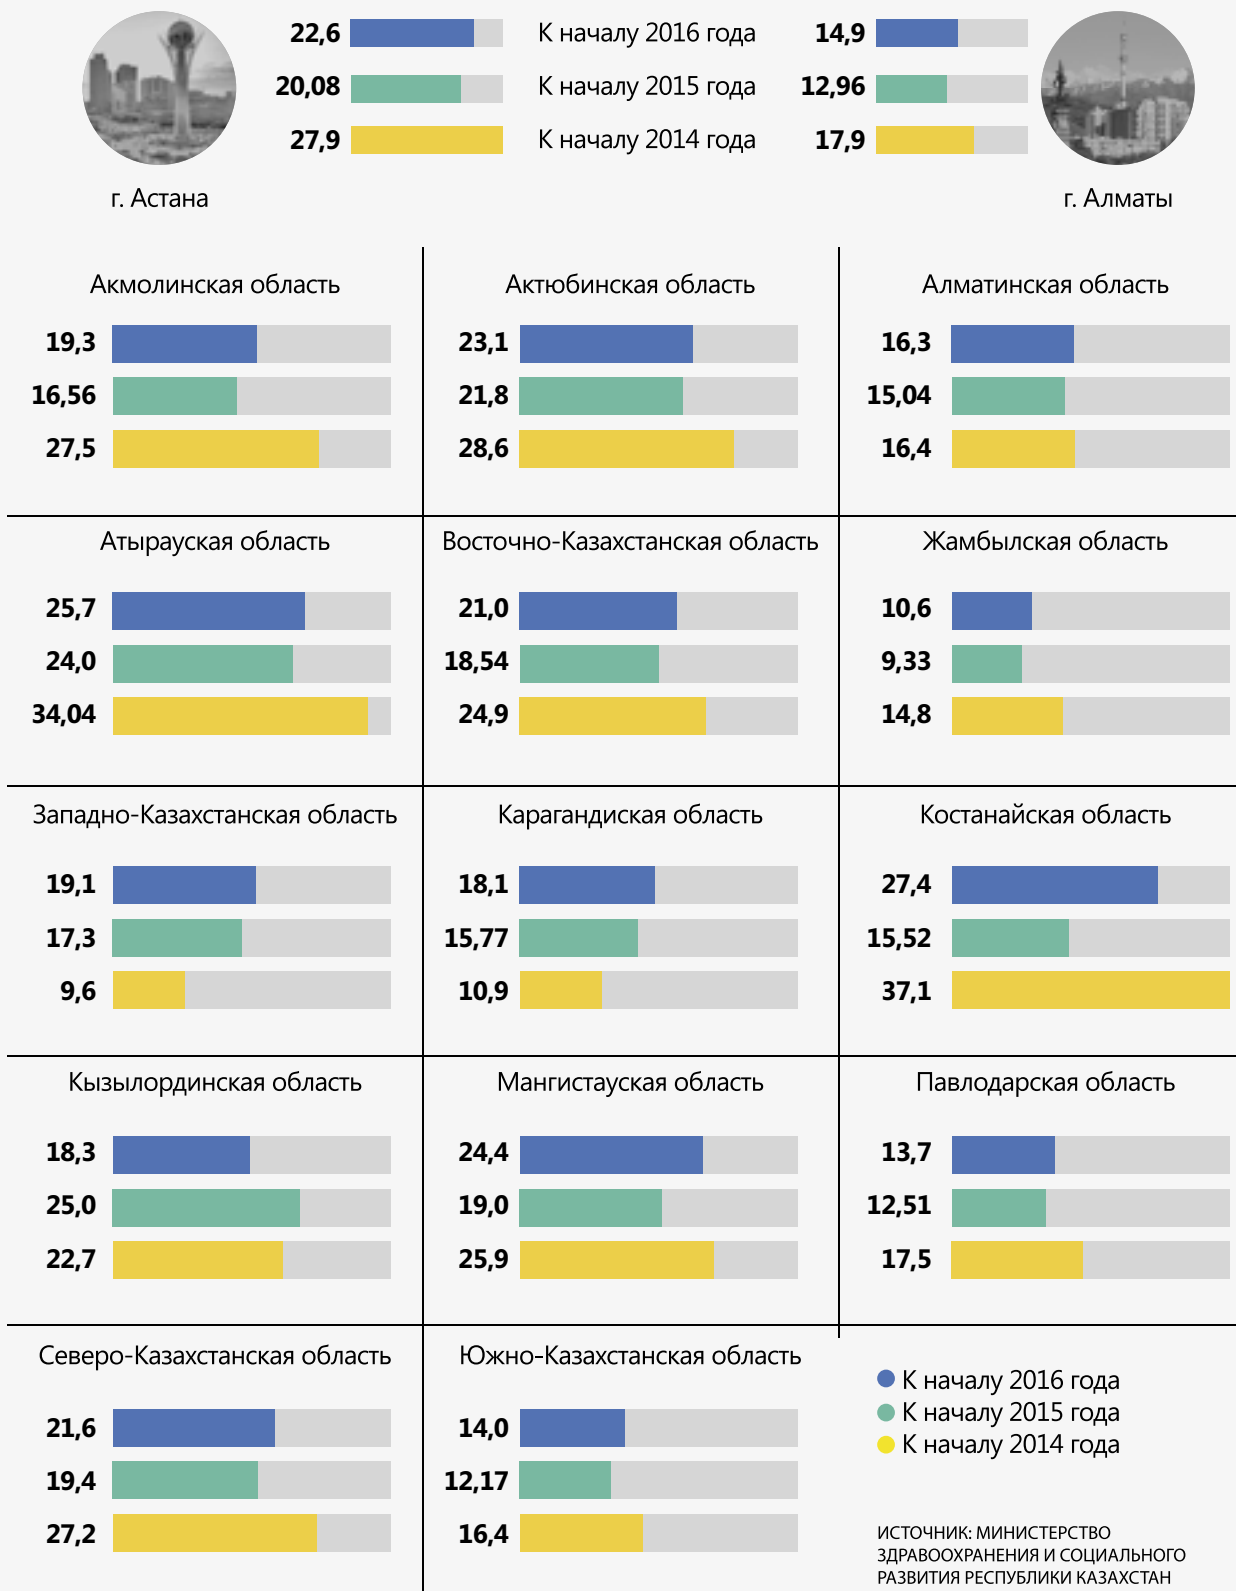 22,6 К началу 2016 года 14,9
20,08 К началу 2015 года 12,96
27,9 К началу 2014 года 17,9
г. Астана
г. Алматы
Акмолинская область
19,3
16,56
27,5
Актюбинская область
23,1
21,8
28,6
Алматинская область
16,3
15,04
16,4
Атырауская область
25,7
24,0
34,04
Восточно-Казахстанская область
21,0
18,54
24,9
Жамбылская область
10,6
9,33
14,8
Западно-Казахстанская область
19,1
17,3
9,6
Карагандиская область
18,1
15,77
10,9
Костанайская область
27,4
15,52
37,1
Кызылординская область
18,3
25,0
22,7
Мангистауская область
24,4
19,0
25,9
Павлодарская область
13,7
12,51
17,5
Северо-Казахстанская область
21,6
19,4
27,2
Южно-Казахстанская область
14,0
12,17
16,4
К началу 2016 года
К началу 2015 года
К началу 2014 года
ИСТОЧНИК: МИНИСТЕРСТВО
ЗДРАВООХРАНЕНИЯ И СОЦИАЛЬНОГО
РАЗВИТИЯ РЕСПУБЛИКИ КАЗАХСТАН